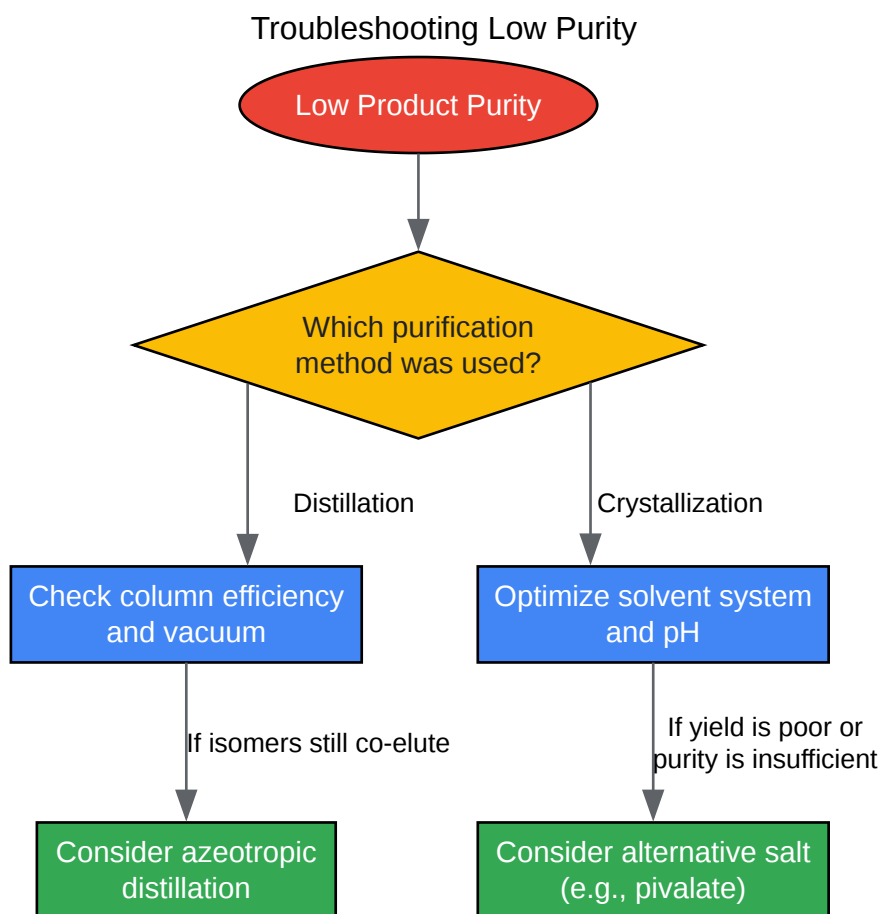 Troubleshooting Low Purity
Low Product Purity
Which purification
method was used?
Distillation
Crystallization
Check column efficiency
and vacuum
Optimize solvent system
and pH
If isomers still co-elute
If yield is poor or
purity is insufficient
Consider azeotropic
distillation
Consider alternative salt
(e.g., pivalate)